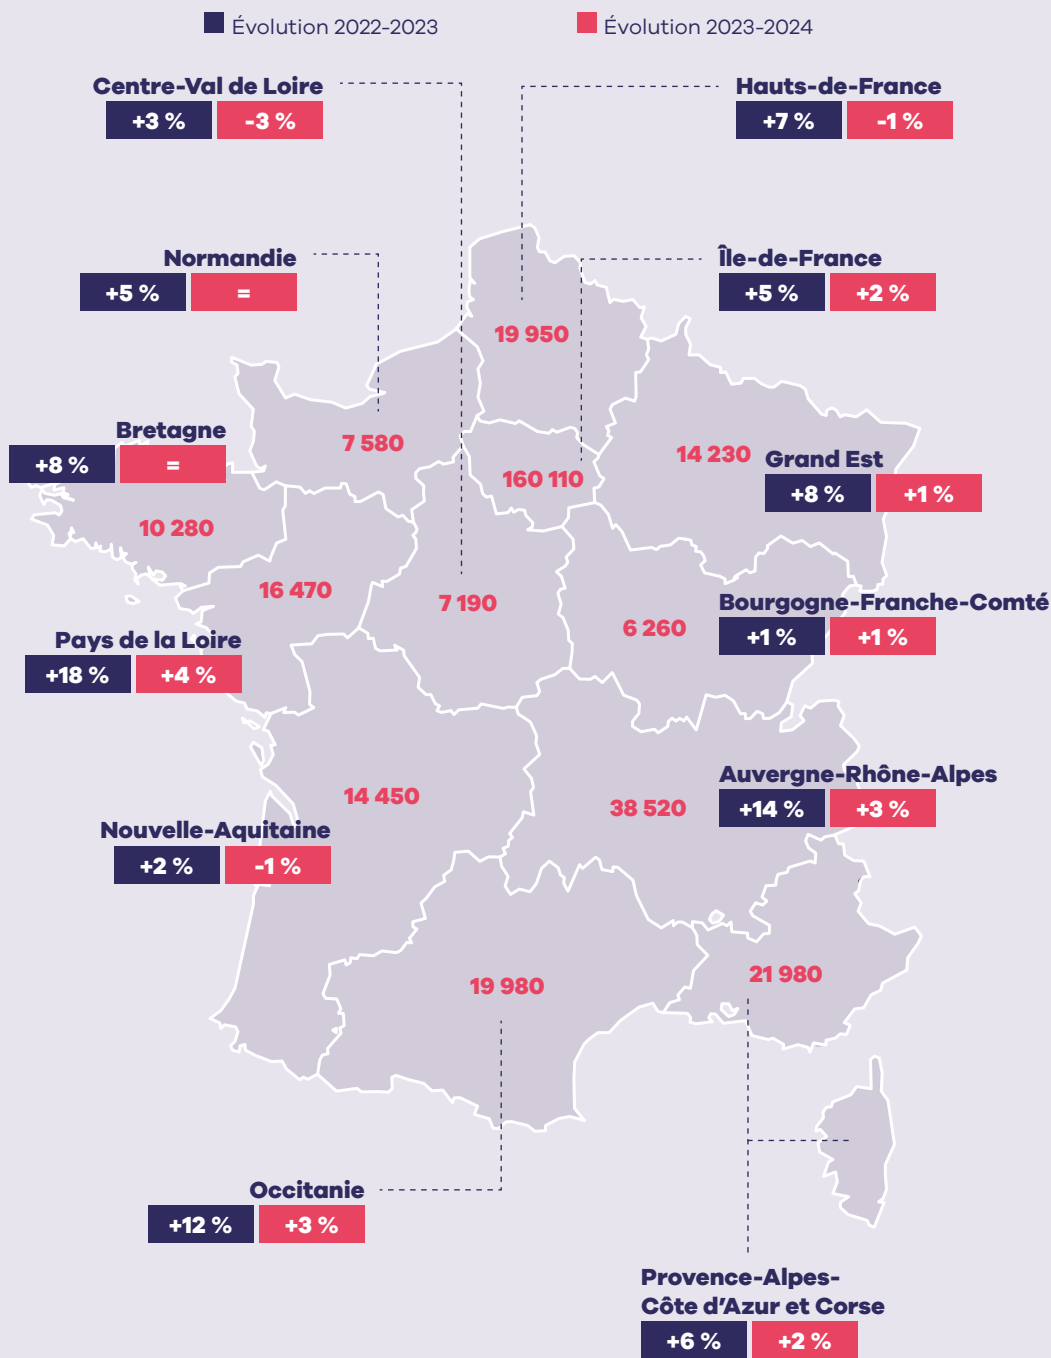 Évolution 2022-2023
Évolution 2023-2024
Centre-Val de Loire
+3 %
-3 %
Hauts-de-France
+7 %
-1 %
Normandie
+5 %
=
Île-de-France
+5 %
+2 %
19 950
Bretagne
+8 %
=
7 580
160 110
14 230
Grand Est
+8 %
+1 %
10 280
16 470
7 190
6 260
Bourgogne-Franche-Comté
+1 %
+1 %
Pays de la Loire
+18 %
+4 %
14 450
38 520
Auvergne-Rhône-Alpes
+14 %
+3 %
Nouvelle-Aquitaine
+2 %
-1 %
19 980
21 980
Occitanie
+12 %
+3 %
Provence-Alpes-
Côte d’Azur et Corse
+6 %
+2 %